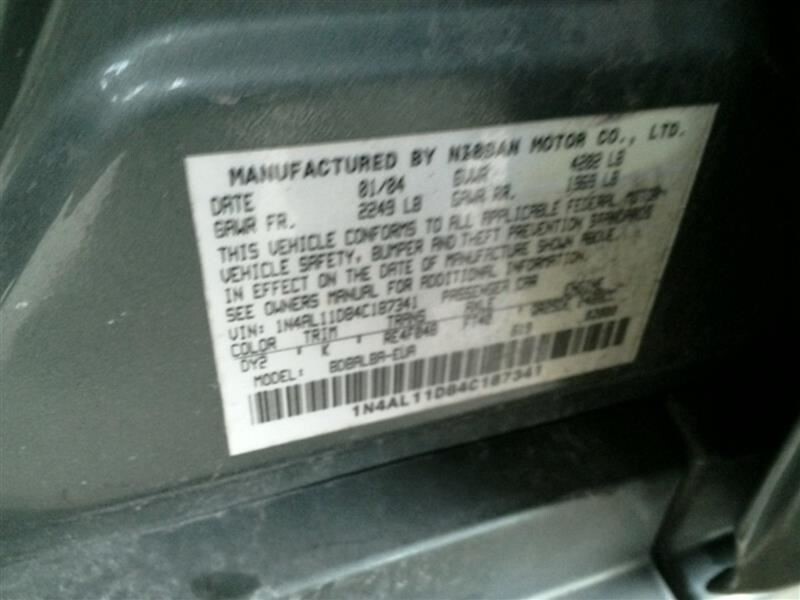 MANUFACTURED BY NISSAN MOTOR CO., LTD.
DATE 01/04 GVWR 4202 LB
GAWR FR. 2249 LB GAWR RR. 1969 LB
THIS VEHICLE CONFORMS TO ALL APPLICABLE FEDERAL MOTOR
VEHICLE SAFETY, BUMPER AND THEFT PREVENTION STANDARDS
IN EFFECT ON THE DATE OF MANUFACTURE SHOWN ABOVE.
SEE OWNERS MANUAL FOR ADDITIONAL INFORMATION.
VIN: 1N4AL11D84C187341 PASSENGER CAR
COLOR TRIM TRANS AXLE ENGINE
DY2 K RE4F04B FT40
MODEL: BDBALBA-EUA
1N4AL11D84C187341